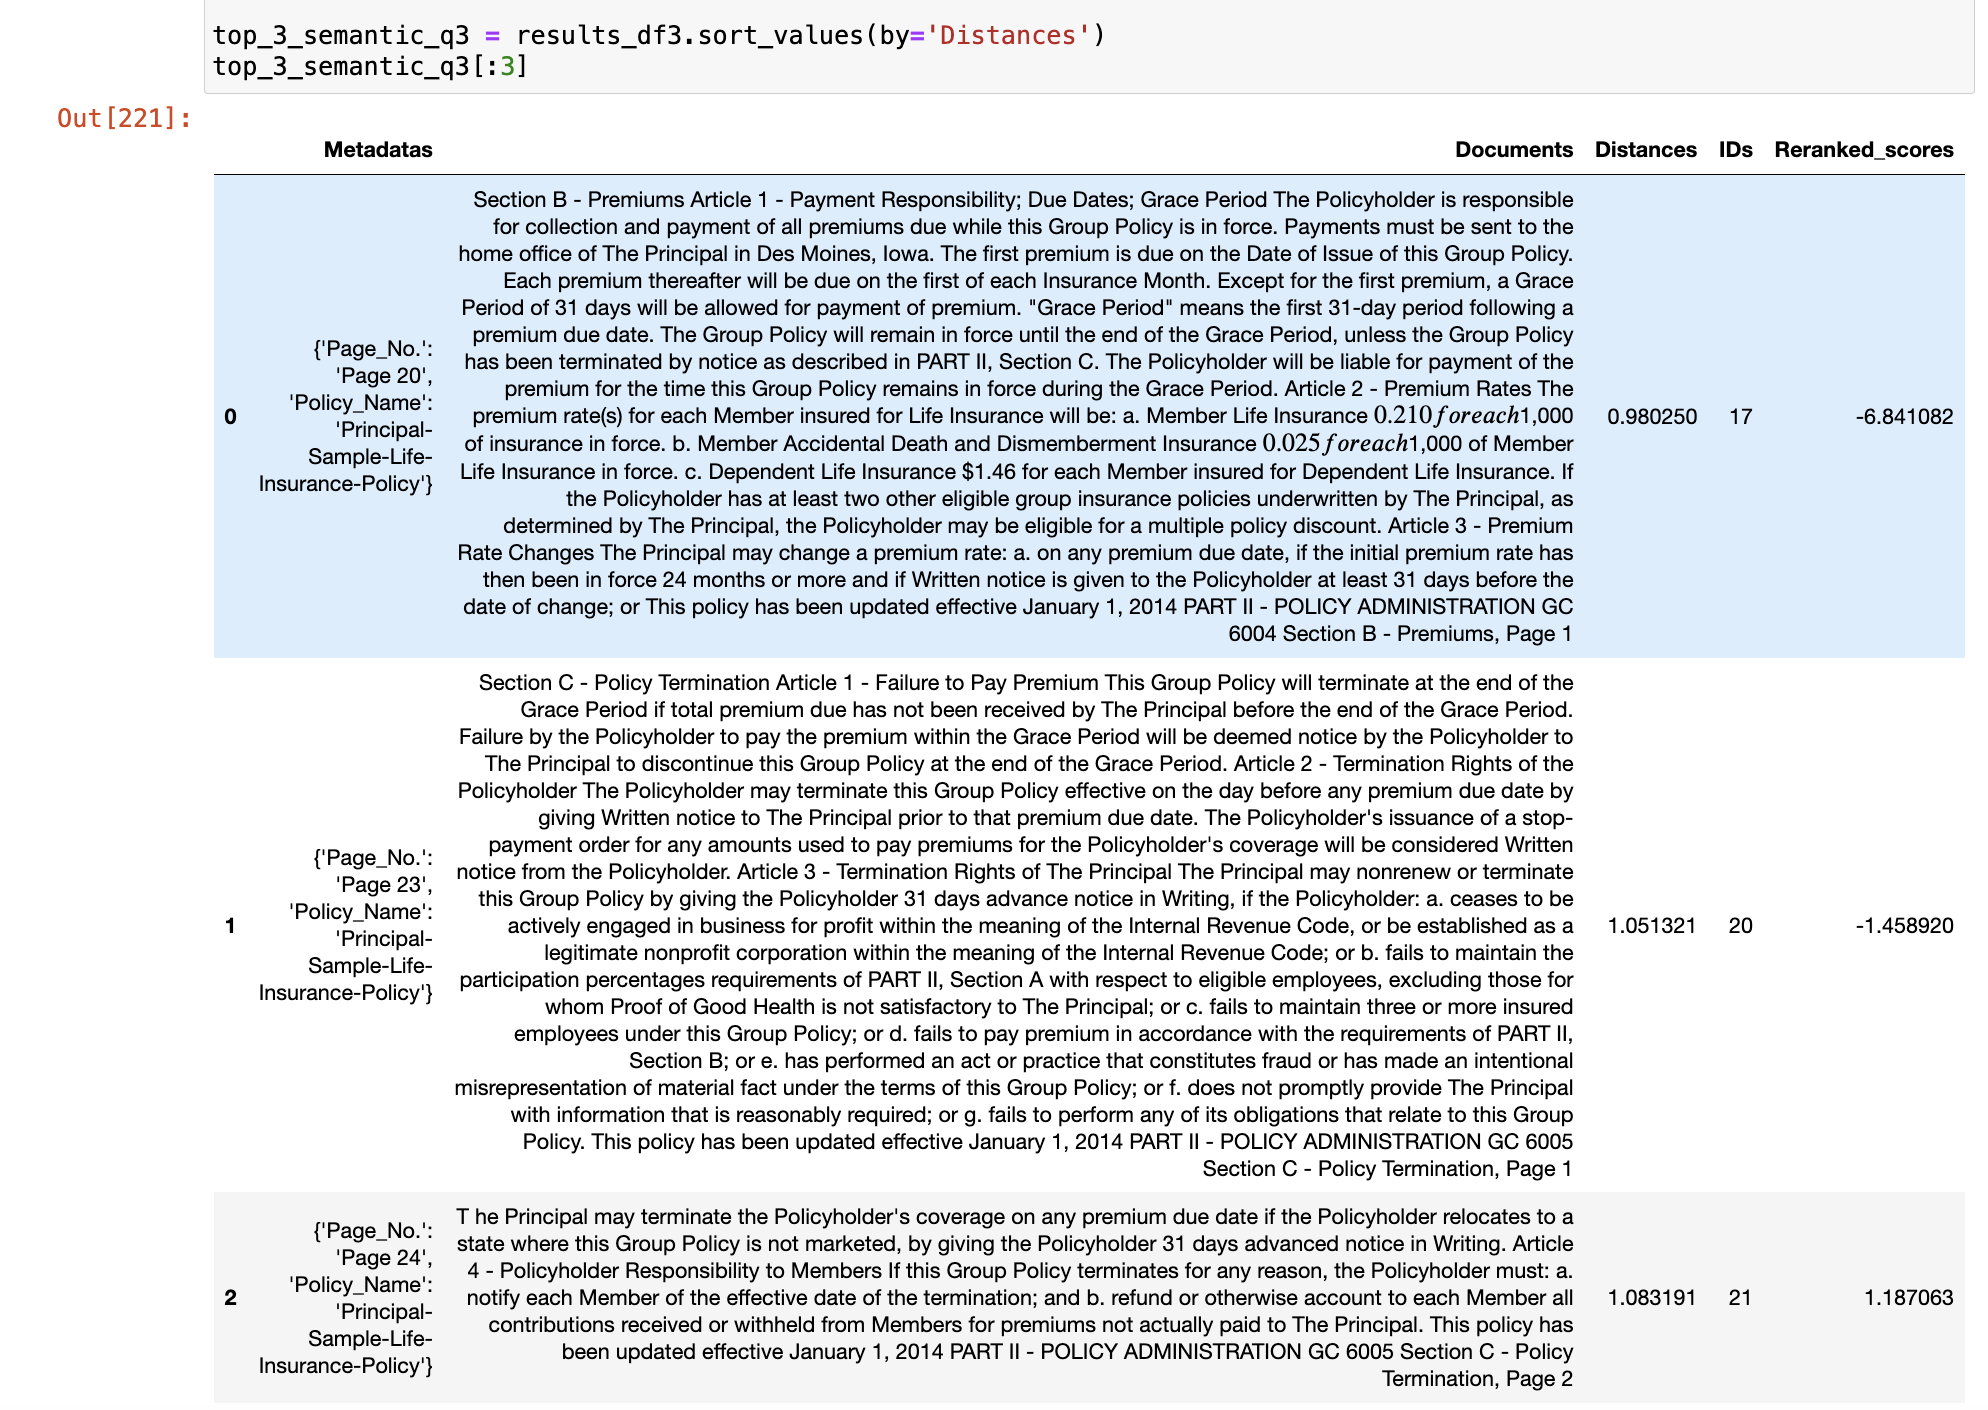 top_3_semantic_q3 = results_df3.sort_values(by='Distances')
top_3_semantic_q3[:3]
Out[221]:
Metadatas Documents Distances IDs Reranked_scores
0
{'Page_No.':
'Page 20',
'Policy_Name':
'Principal-
Sample-Life-
Insurance-Policy'}
Section B - Premiums Article 1 - Payment Responsibility; Due Dates; Grace Period The Policyholder is responsible
for collection and payment of all premiums due while this Group Policy is in force. Payments must be sent to the
home office of The Principal in Des Moines, Iowa. The first premium is due on the Date of Issue of this Group Policy.
Each premium thereafter will be due on the first of each Insurance Month. Except for the first premium, a Grace
Period of 31 days will be allowed for payment of premium. "Grace Period" means the first 31-day period following a
premium due date. The Group Policy will remain in force until the end of the Grace Period, unless the Group Policy
has been terminated by notice as described in PART II, Section C. The Policyholder will be liable for payment of the
premium for the time this Group Policy remains in force during the Grace Period. Article 2 - Premium Rates The
premium rate(s) for each Member insured for Life Insurance will be: a. Member Life Insurance 0.210foreach1,000
of insurance in force. b. Member Accidental Death and Dismemberment Insurance 0.025foreach1,000 of Member
Life Insurance in force. c. Dependent Life Insurance $1.46 for each Member insured for Dependent Life Insurance. If
the Policyholder has at least two other eligible group insurance policies underwritten by The Principal, as
determined by The Principal, the Policyholder may be eligible for a multiple policy discount. Article 3 - Premium
Rate Changes The Principal may change a premium rate: a. on any premium due date, if the initial premium rate has
then been in force 24 months or more and if Written notice is given to the Policyholder at least 31 days before the
date of change; or This policy has been updated effective January 1, 2014 PART II - POLICY ADMINISTRATION GC
6004 Section B - Premiums, Page 1
0.980250 17 -6.841082
1
{'Page_No.':
'Page 23',
'Policy_Name':
'Principal-
Sample-Life-
Insurance-Policy'}
Section C - Policy Termination Article 1 - Failure to Pay Premium This Group Policy will terminate at the end of the
Grace Period if total premium due has not been received by The Principal before the end of the Grace Period.
Failure by the Policyholder to pay the premium within the Grace Period will be deemed notice by the Policyholder to
The Principal to discontinue this Group Policy at the end of the Grace Period. Article 2 - Termination Rights of the
Policyholder The Policyholder may terminate this Group Policy effective on the day before any premium due date by
giving Written notice to The Principal prior to that premium due date. The Policyholder's issuance of a stop-
payment order for any amounts used to pay premiums for the Policyholder's coverage will be considered Written
notice from the Policyholder. Article 3 - Termination Rights of The Principal The Principal may nonrenew or terminate
this Group Policy by giving the Policyholder 31 days advance notice in Writing, if the Policyholder: a. ceases to be
actively engaged in business for profit within the meaning of the Internal Revenue Code, or be established as a
legitimate nonprofit corporation within the meaning of the Internal Revenue Code; or b. fails to maintain the
participation percentages requirements of PART II, Section A with respect to eligible employees, excluding those for
whom Proof of Good Health is not satisfactory to The Principal; or c. fails to maintain three or more insured
employees under this Group Policy; or d. fails to pay premium in accordance with the requirements of PART II,
Section B; or e. has performed an act or practice that constitutes fraud or has made an intentional
misrepresentation of material fact under the terms of this Group Policy; or f. does not promptly provide The Principal
with information that is reasonably required; or g. fails to perform any of its obligations that relate to this Group
Policy. This policy has been updated effective January 1, 2014 PART II - POLICY ADMINISTRATION GC 6005
Section C - Policy Termination, Page 1
1.051321 20 -1.458920
2
{'Page_No.':
'Page 24',
'Policy_Name':
'Principal-
Sample-Life-
Insurance-Policy'}
T he Principal may terminate the Policyholder's coverage on any premium due date if the Policyholder relocates to a
state where this Group Policy is not marketed, by giving the Policyholder 31 days advanced notice in Writing. Article
4 - Policyholder Responsibility to Members If this Group Policy terminates for any reason, the Policyholder must: a.
notify each Member of the effective date of the termination; and b. refund or otherwise account to each Member all
contributions received or withheld from Members for premiums not actually paid to The Principal. This policy has
been updated effective January 1, 2014 PART II - POLICY ADMINISTRATION GC 6005 Section C - Policy
Termination, Page 2
1.083191 21 1.187063